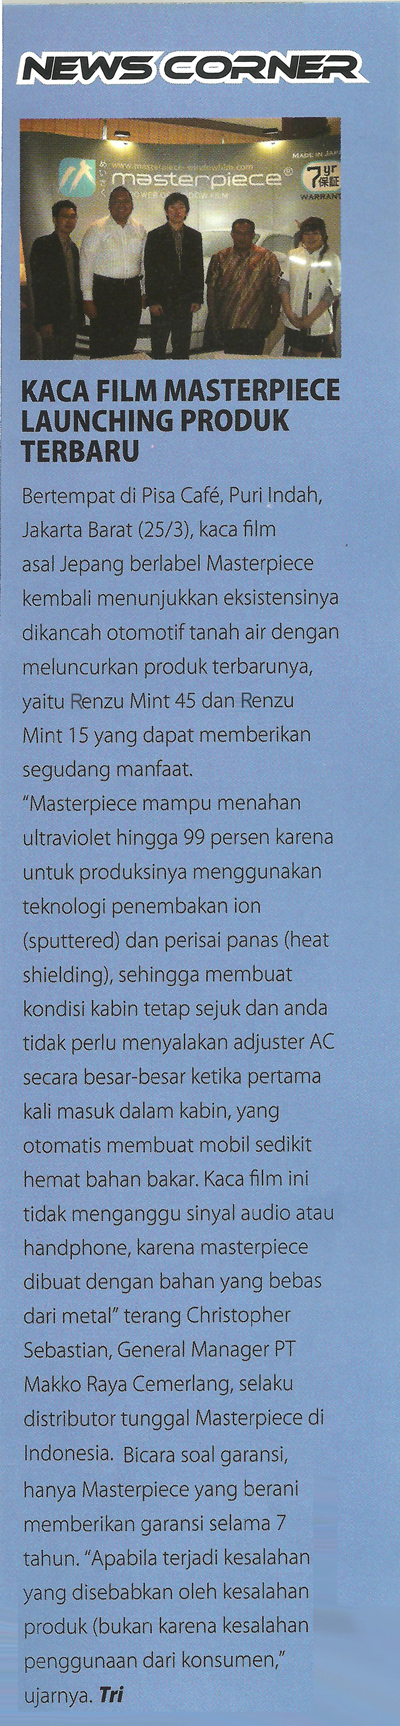 NEWS CORNER
www.masterpiece-windowfilm.com
masterpiece®
POWER OF WINDOW FILM
MADE IN JAPAN
7yr
保証
WARRANTY
KACA FILM MASTERPIECE
LAUNCHING PRODUK
TERBARU
Bertempat di Pisa Café, Puri Indah,
Jakarta Barat (25/3), kaca film
asal Jepang berlabel Masterpiece
kembali menunjukkan eksistensinya
dikancah otomotif tanah air dengan
meluncurkan produk terbarunya,
yaitu Renzu Mint 45 dan Renzu
Mint 15 yang dapat memberikan
segudang manfaat.
“Masterpiece mampu menahan
ultraviolet hingga 99 persen karena
untuk produksinya menggunakan
teknologi penembakan ion
(sputtered) dan perisai panas (heat
shielding), sehingga membuat
kondisi kabin tetap sejuk dan anda
tidak perlu menyalakan adjuster AC
secara besar-besar ketika pertama
kali masuk dalam kabin, yang
otomatis membuat mobil sedikit
hemat bahan bakar. Kaca film ini
tidak menganggu sinyal audio atau
handphone, karena masterpiece
dibuat dengan bahan yang bebas
dari metal” terang Christopher
Sebastian, General Manager PT
Makko Raya Cemerlang, selaku
distributor tunggal Masterpiece di
Indonesia. Bicara soal garansi,
hanya Masterpiece yang berani
memberikan garansi selama 7
tahun. “Apabila terjadi kesalahan
yang disebabkan oleh kesalahan
produk (bukan karena kesalahan
penggunaan dari konsumen,”
ujarnya. Tri